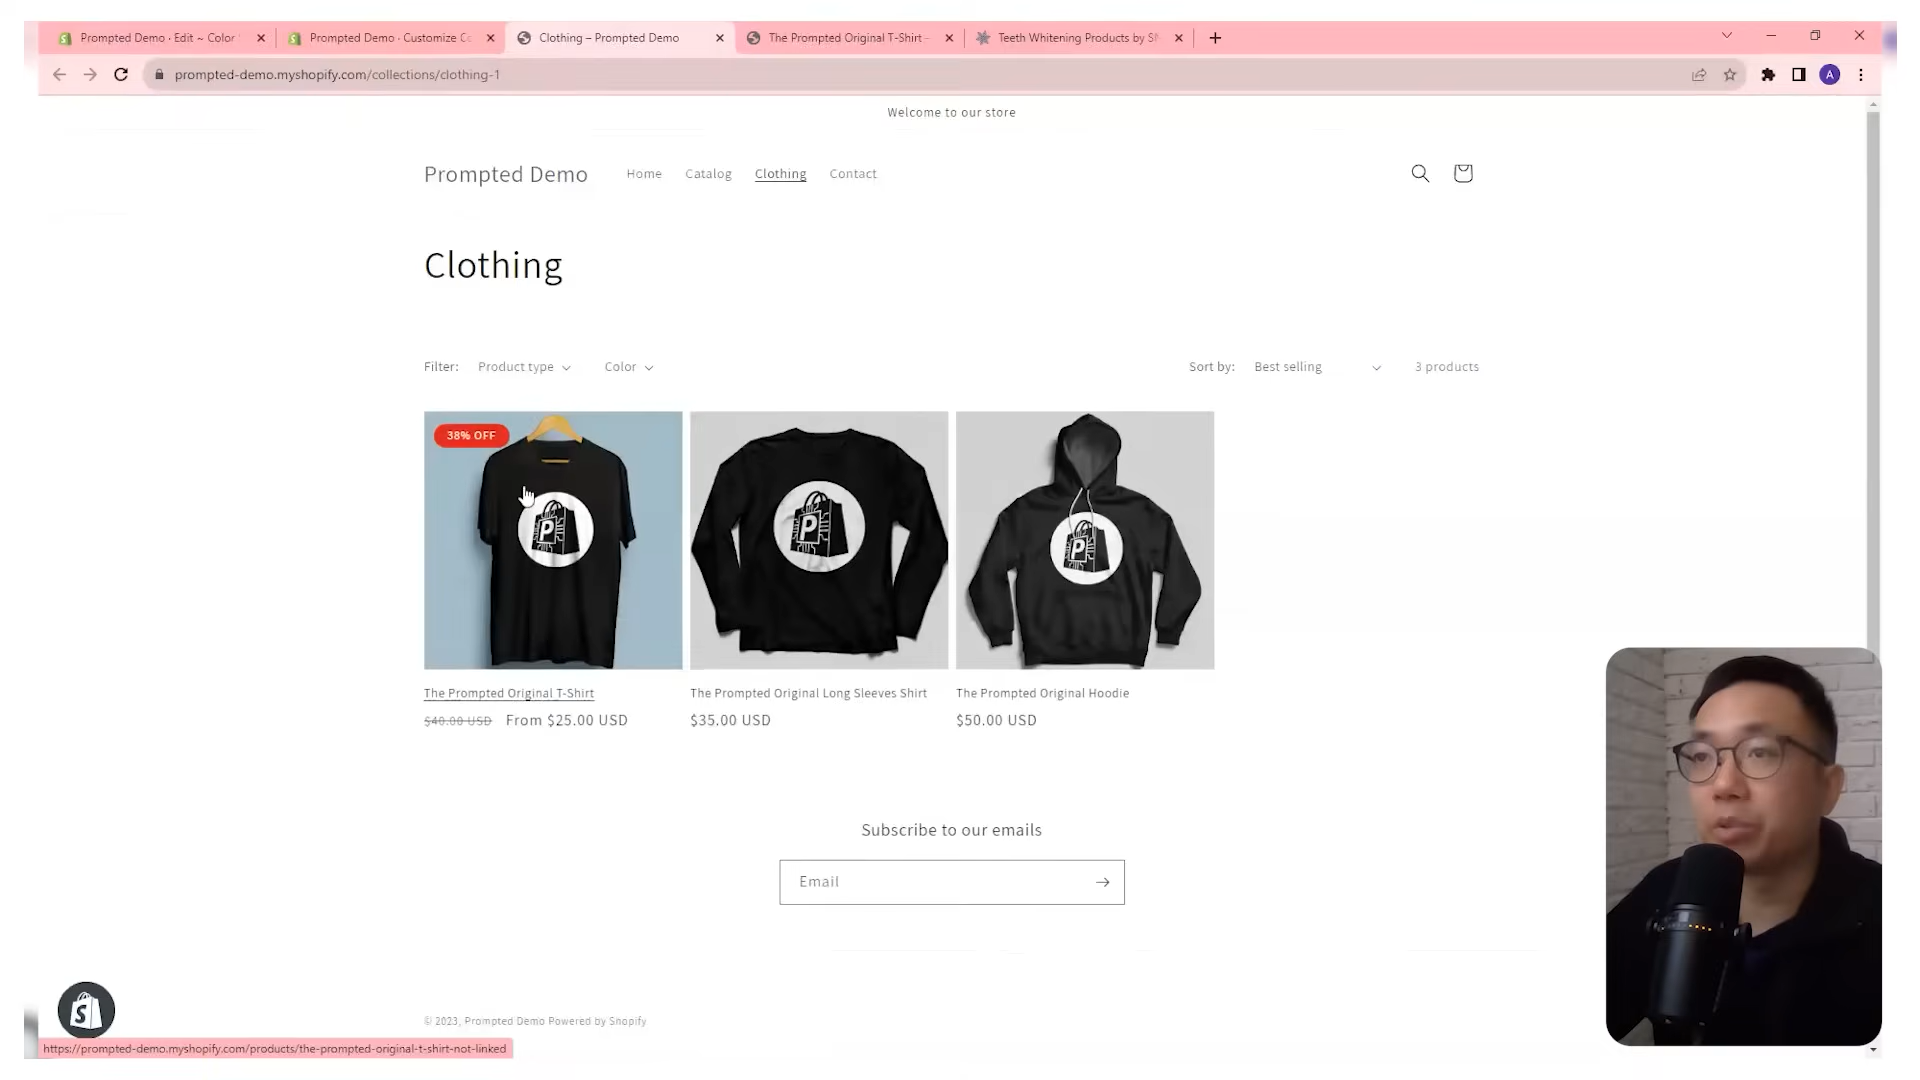 Prompted Demo · Edit ~ Color
Prompted Demo · Customize Co
Clothing – Prompted Demo
The Prompted Original T-Shirt –
Teeth Whitening Products by
prompted-demo.myshopify.com/collections/clothing-1
A
Welcome to our store
Prompted Demo
Home
Catalog
Clothing
Contact
Clothing
Filter:
Product type
Color
Sort by:
Best selling
3 products
38% OFF
P
P
P
The Prompted Original T-Shirt
$40.00 USD From $25.00 USD
The Prompted Original Long Sleeves Shirt
$35.00 USD
The Prompted Original Hoodie
$50.00 USD
Subscribe to our emails
Email
© 2023, Prompted Demo Powered by Shopify
https://prompted-demo.myshopify.com/products/the-prompted-original-t-shirt-not-linked